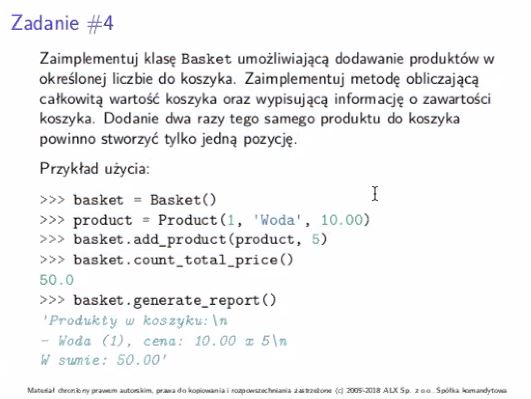 Zadanie #4
Zaimplementuj klasę Basket umożliwiającą dodawanie produktów w
określonej liczbie do koszyka. Zaimplementuj metodę obliczającą
całkowitą wartość koszyka oraz wypisującą informację o zawartości
koszyka. Dodanie dwa razy tego samego produktu do koszyka
powinno stworzyć tylko jedną pozycję.
Przykład użycia:
>>> basket = Basket()
>>> product = Product(1, 'Woda', 10.00)
>>> basket.add_product(product, 5)
>>> basket.count_total_price()
50.0
>>> basket.generate_report()
'Produkty w koszyku:\n
- Woda (1), cena: 10.00 x 5\n
W sumie: 50.00'
Materiał chroniony prawem autorskim, prawa do kopiowania i rozpowszechniania zastrzeżone (c) 2005-2018 ALX Sp. z o.o. Spółka komandytowa